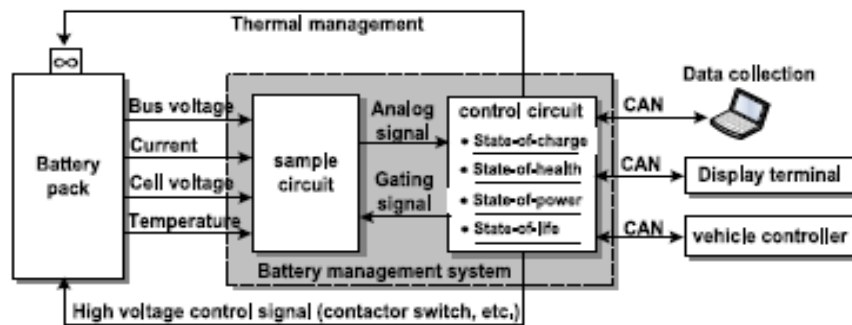 Thermal management
∞
Battery
pack
Bus voltage
Current
Cell voltage
Temperature
sample
circuit
Analog
signal
Gating
signal
control circuit
• State-of-charge
• State-of-health
• State-of-power
• State-of-life
Battery management system
CAN
CAN
CAN
Data collection
Display terminal
vehicle controller
High voltage control signal (contactor switch, etc,)